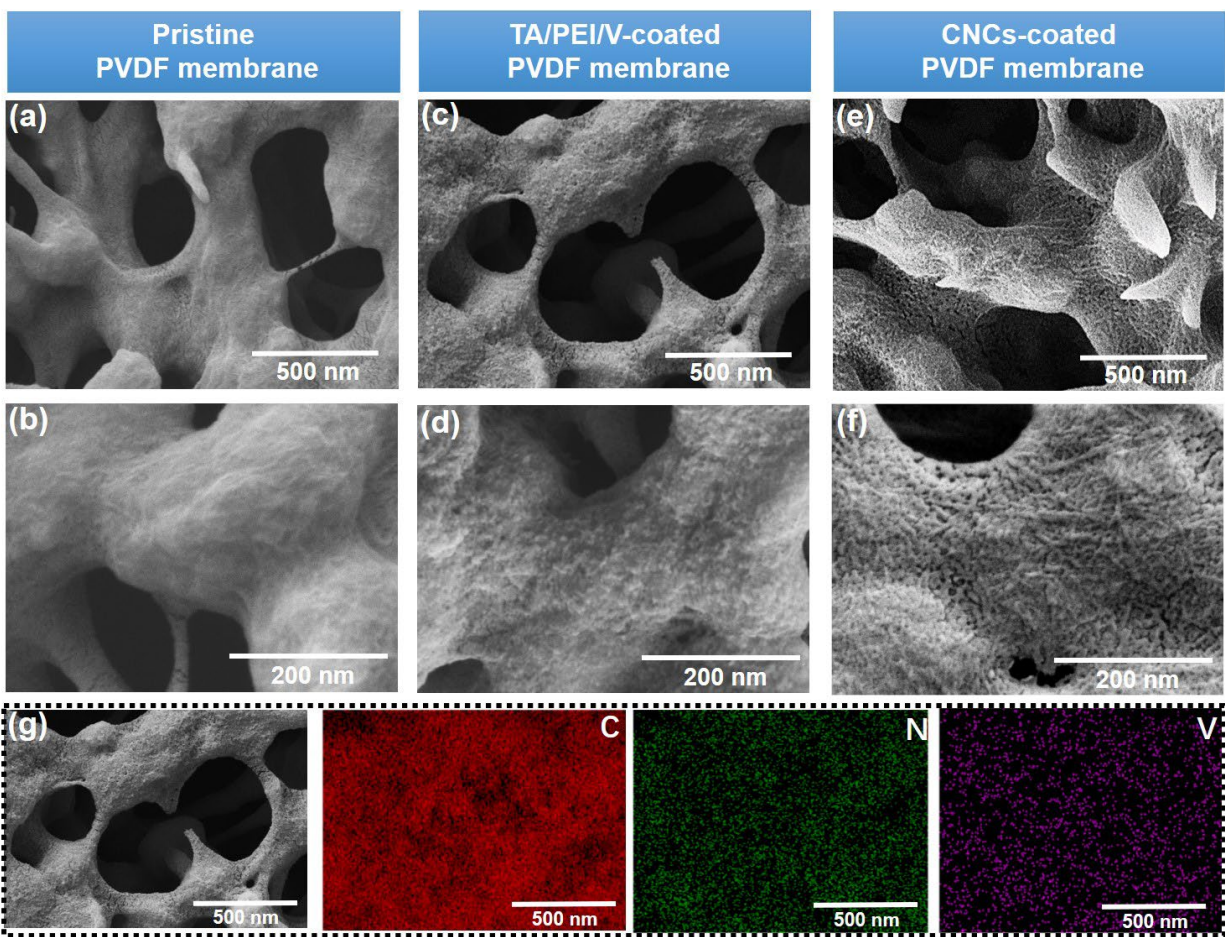 Pristine
PVDF membrane
TA/PEI/V-coated
PVDF membrane
CNCs-coated
PVDF membrane
(a)
500 nm
(c)
500 nm
(e)
500 nm
(b)
200 nm
(d)
200 nm
(f)
200 nm
(g)
500 nm
C
500 nm
N
500 nm
V
500 nm